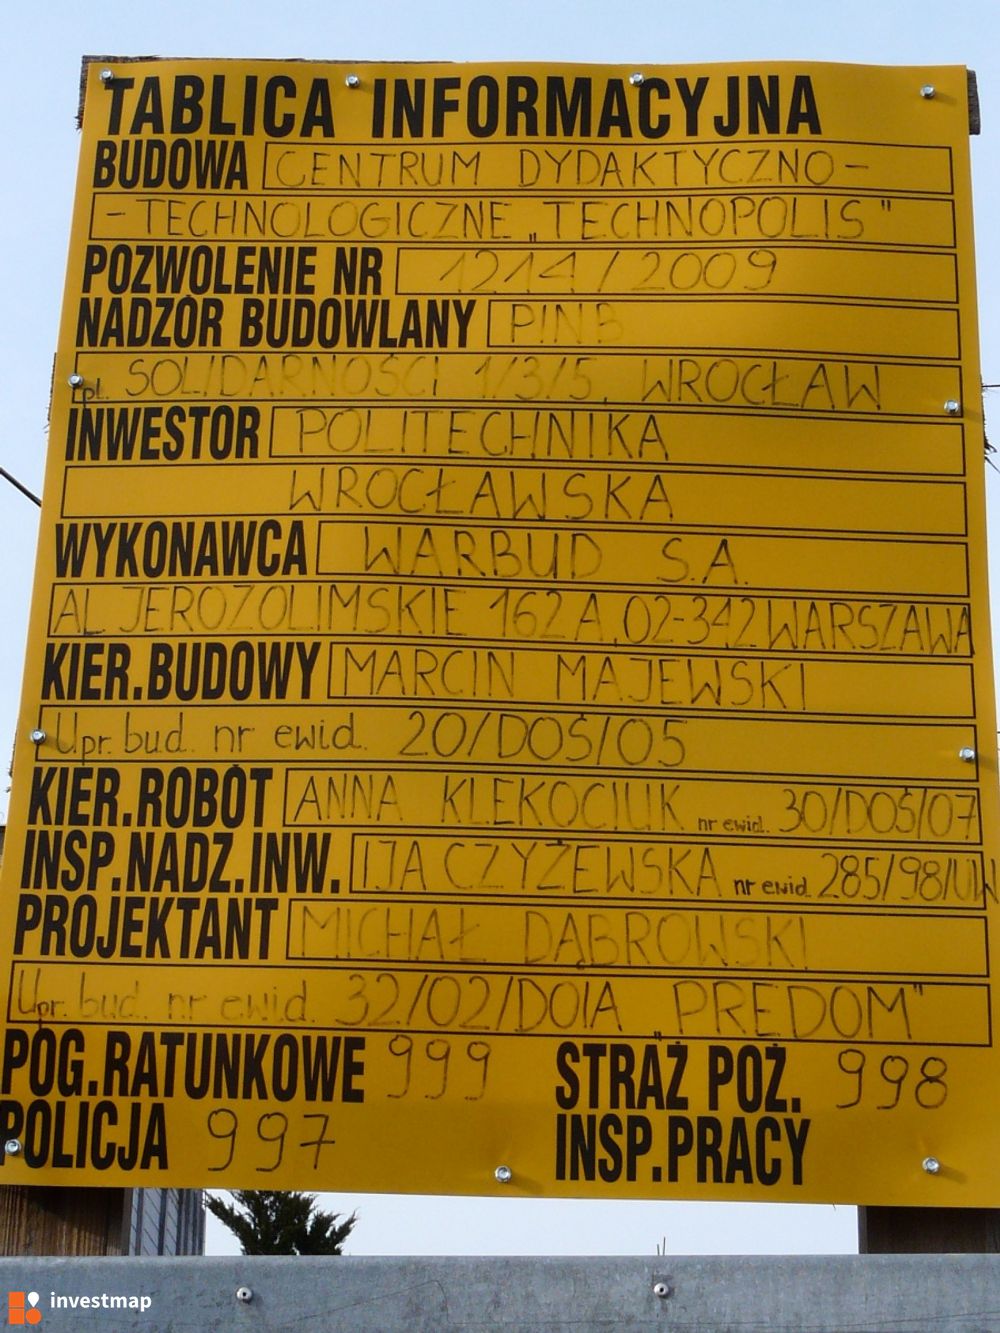 TABLICA INFORMACYJNA
BUDOWA CENTRUM DYDAKTYCZNO-
-TECHNOLOGICZNE „TECHNOPOLIS"
POZWOLENIE NR 1214/2009
NADZÓR BUDOWLANY PINB
pl. SOLIDARNOŚCI 1/3/5, WROCŁAW
INWESTOR POLITECHNIKA
WROCŁAWSKA
WYKONAWCA WARBUD S.A.
AL JEROZOLIMSKIE 162A, 02-342 WARSZAWA
KIER.BUDOWY MARCIN MAJEWSKI
Upr. bud. nr ewid. 20/DOŚ/05
KIER.ROBÓT ANNA KLEKOCIUK nr ewid. 30/DOŚ/07
INSP.NADZ.INW. IJA CZYŻEWSKA nr ewid. 285/98/UW
PROJEKTANT MICHAŁ DĄBROWSKI
Upr. bud. nr ewid. 32/02/DOIA „PREDOM"
POG.RATUNKOWE 999 STRAŻ POŻ. 998
POLICJA 997 INSP.PRACY
investmap